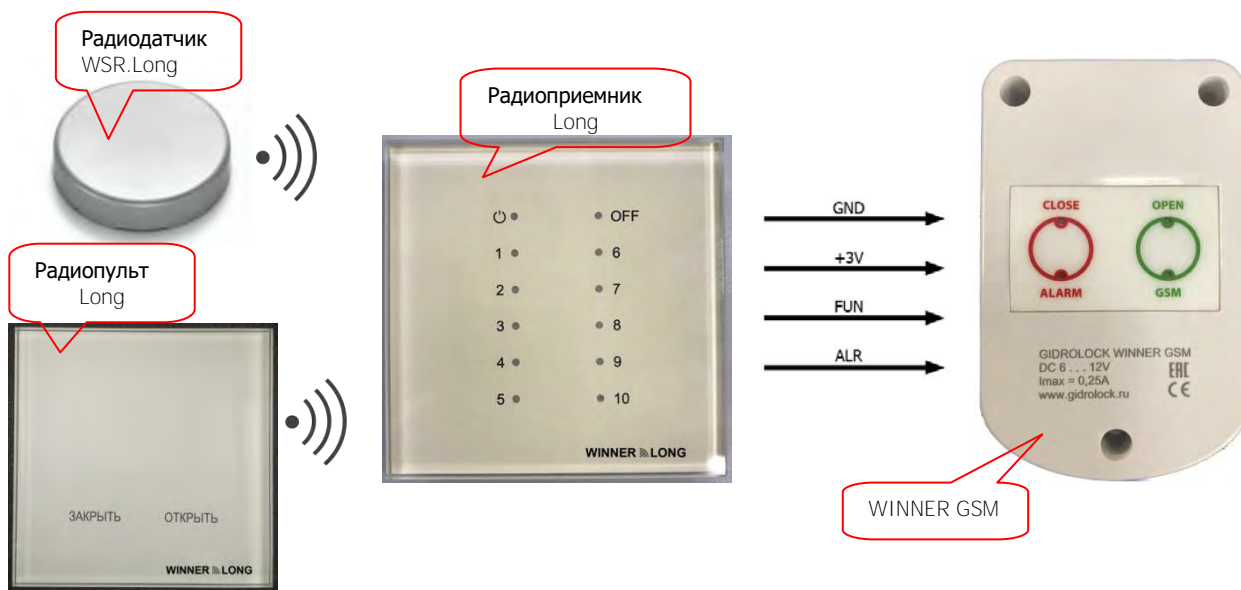 Радиодатчик
WSR.Long
Радиопульт
Long
ЗАКРЫТЬ ОТКРЫТЬ
WINNER LONG
Радиоприемник
Long
OFF
1 6
2 7
3 8
4 9
5 10
WINNER LONG
GND
+3V
FUN
ALR
CLOSE OPEN
ALARM GSM
GIDROLOCK WINNER GSM
DC 6 . . . 12V
Imax = 0,25A
www.gidrolock.ru
EAC
CE
WINNER GSM